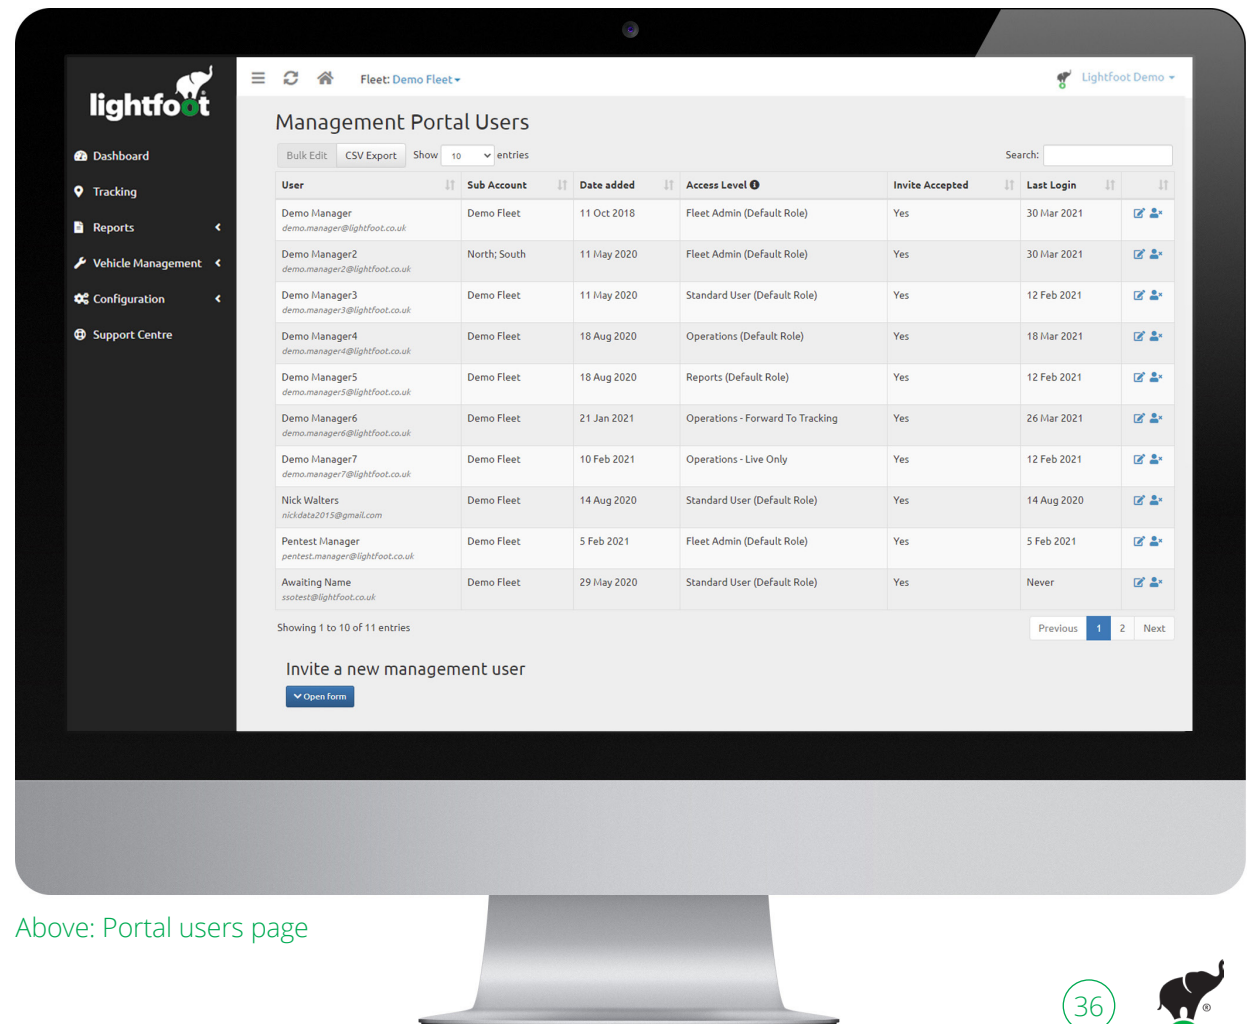 lightfoot
Fleet: Demo Fleet
Lightfoot Demo
Dashboard
Tracking
Reports
Vehicle Management
Configuration
Support Centre
Management Portal Users
Bulk Edit CSV Export Show 10 entries Search:
User Sub Account Date added Access Level Invite Accepted Last Login
Demo Manager Demo Fleet 11 Oct 2018 Fleet Admin (Default Role) Yes 30 Mar 2021
demo.manager@lightfoot.co.uk
Demo Manager2 North; South 11 May 2020 Fleet Admin (Default Role) Yes 30 Mar 2021
demo.manager2@lightfoot.co.uk
Demo Manager3 Demo Fleet 11 May 2020 Standard User (Default Role) Yes 12 Feb 2021
demo.manager3@lightfoot.co.uk
Demo Manager4 Demo Fleet 18 Aug 2020 Operations (Default Role) Yes 18 Mar 2021
demo.manager4@lightfoot.co.uk
Demo Manager5 Demo Fleet 18 Aug 2020 Reports (Default Role) Yes 12 Feb 2021
demo.manager5@lightfoot.co.uk
Demo Manager6 Demo Fleet 21 Jan 2021 Operations - Forward To Tracking Yes 26 Mar 2021
demo.manager6@lightfoot.co.uk
Demo Manager7 Demo Fleet 10 Feb 2021 Operations - Live Only Yes 12 Feb 2021
demo.manager7@lightfoot.co.uk
Nick Walters Demo Fleet 14 Aug 2020 Standard User (Default Role) Yes 14 Aug 2020
nickdata2015@gmail.com
Pentest Manager Demo Fleet 5 Feb 2021 Fleet Admin (Default Role) Yes 5 Feb 2021
pentest.manager@lightfoot.co.uk
Awaiting Name Demo Fleet 29 May 2020 Standard User (Default Role) Yes Never
ssotest@lightfoot.co.uk
Showing 1 to 10 of 11 entries Previous 1 2 Next
Invite a new management user
Open form
Above: Portal users page
36
®